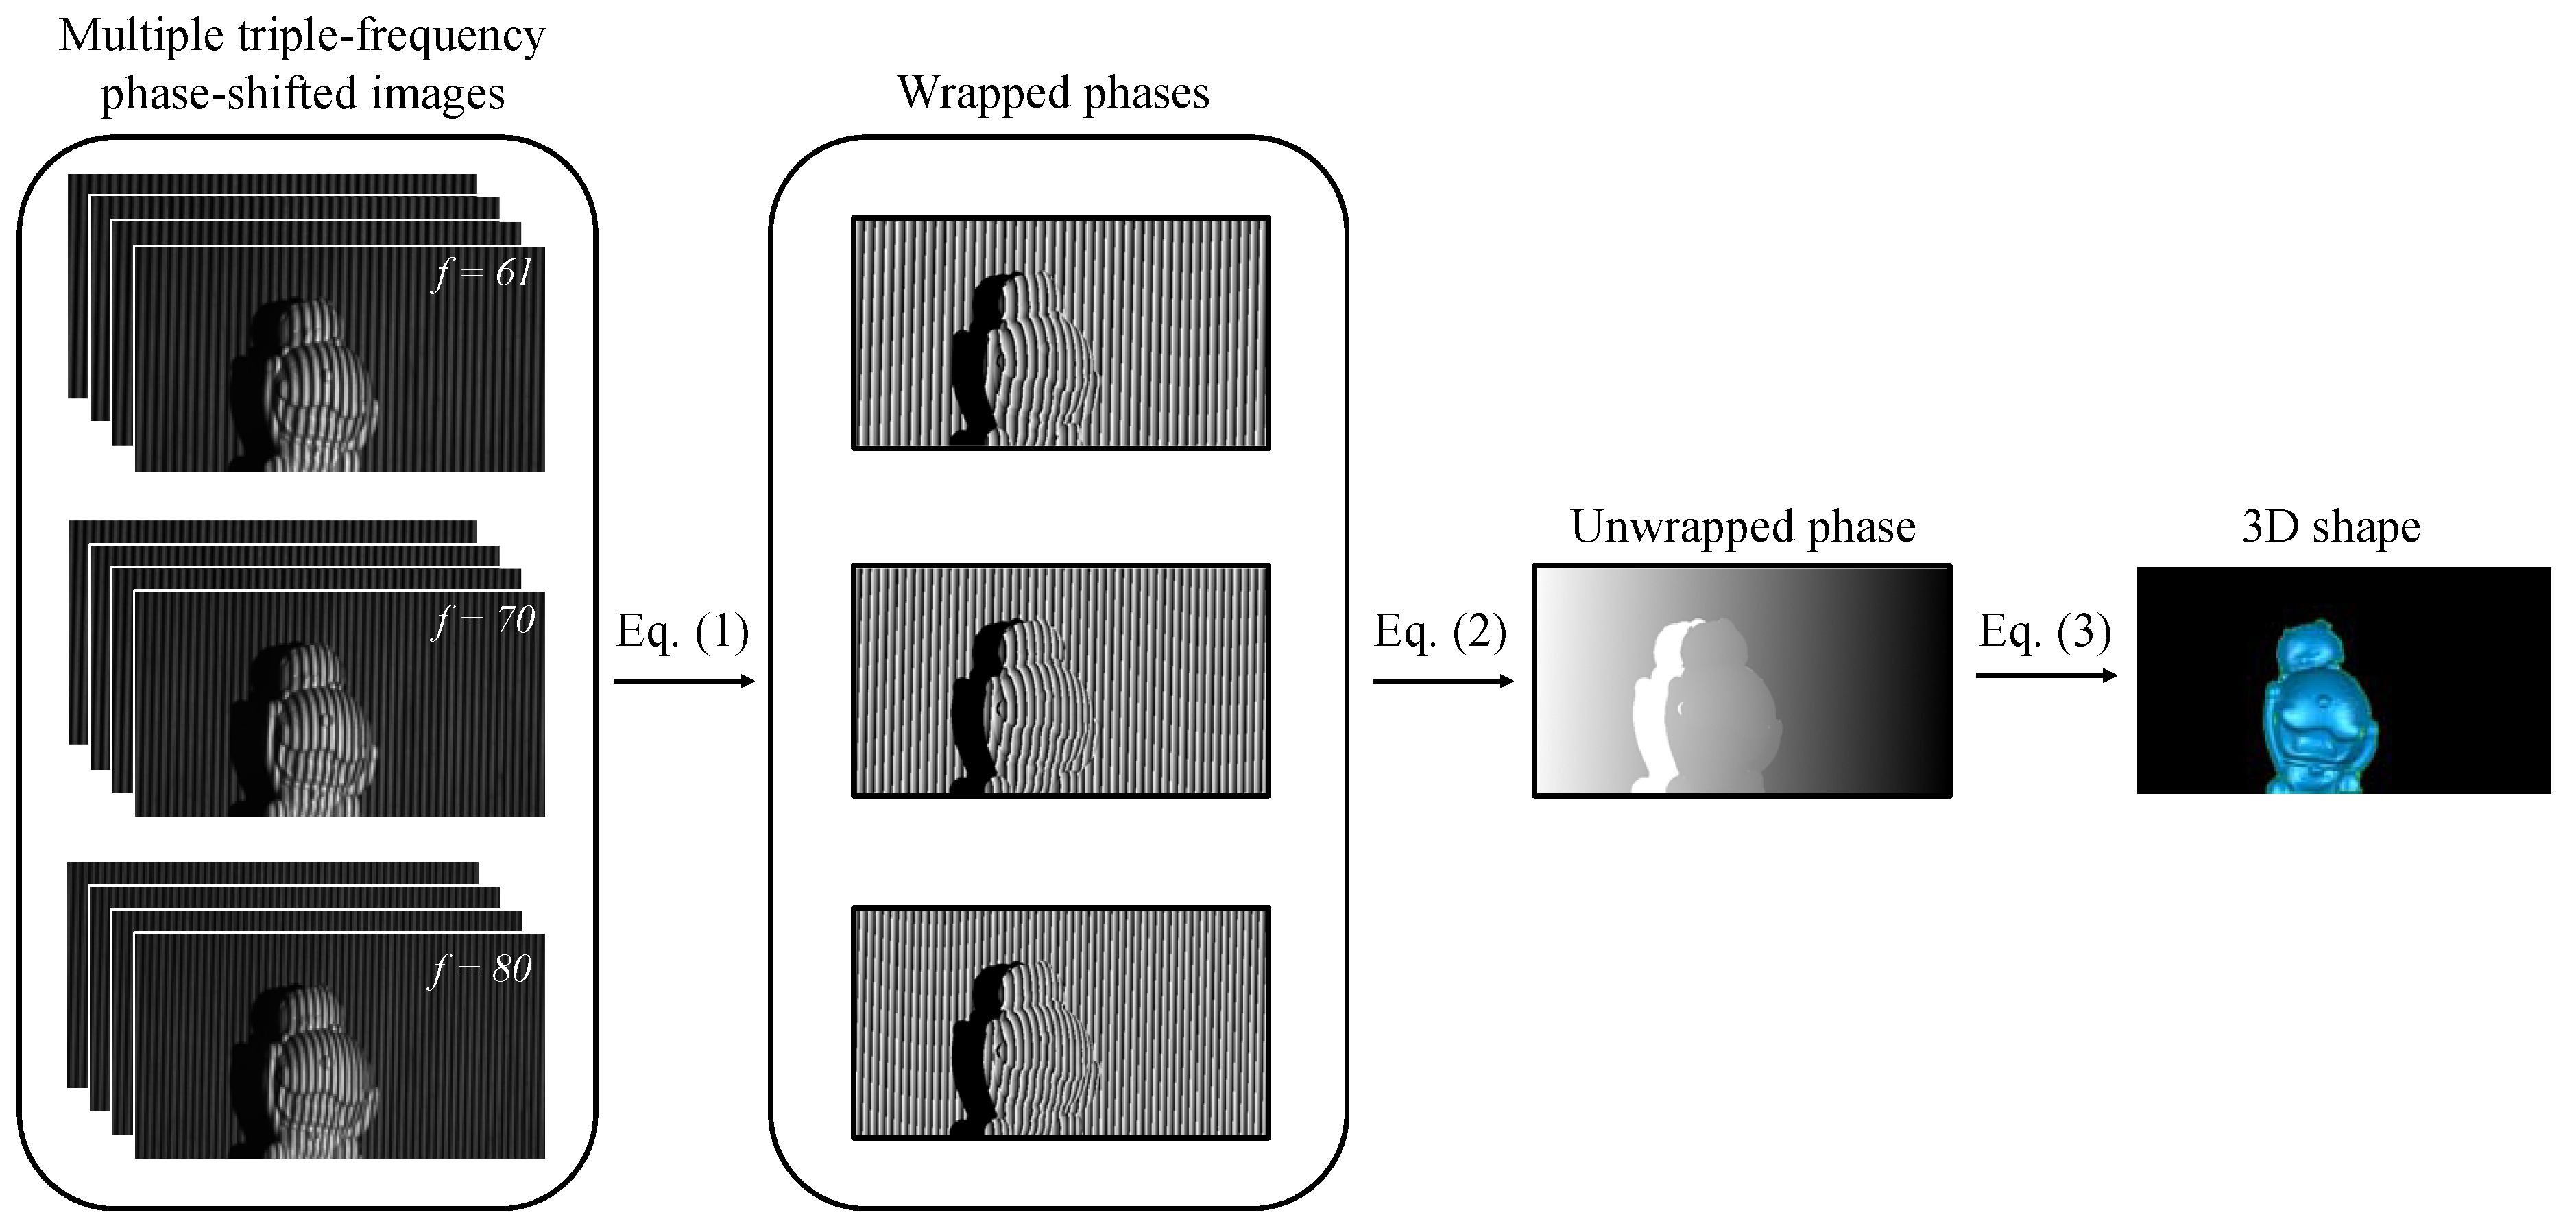 Multiple triple-frequency
phase-shifted images
f = 61
f = 70
f = 80
Eq. (1)
Wrapped phases
Eq. (2)
Unwrapped phase
Eq. (3)
3D shape